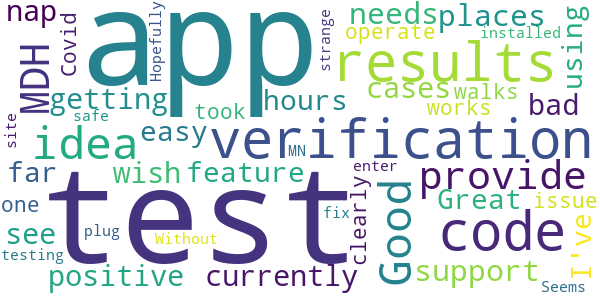 nap
app
Hopefully
strange
needs
places
using
MDH
Covid
operate
installed
results
getting
hours
cases
walks
safe
took
works
bad
site
idea
easy
verification
MN
far
wish
feature
clearly
enter
provide
one
test
Good
Great
issue
see
plug
fix
code
I've
testing
Without
positive
currently
support
Seems